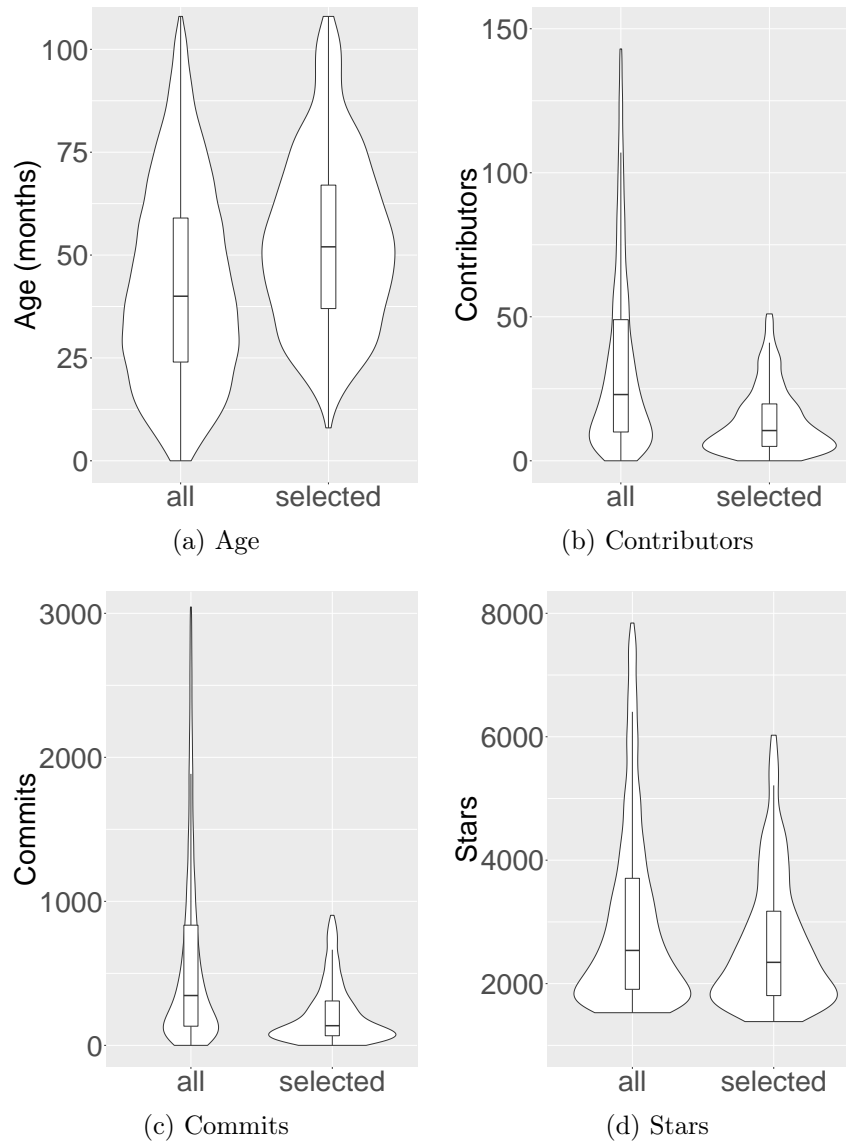 100
75
50
25
0
Age (months)
all selected
(a) Age
150
100
50
0
Contributors
all selected
(b) Contributors
3000
2000
1000
0
Commits
all selected
(c) Commits
8000
6000
4000
2000
Stars
all selected
(d) Stars